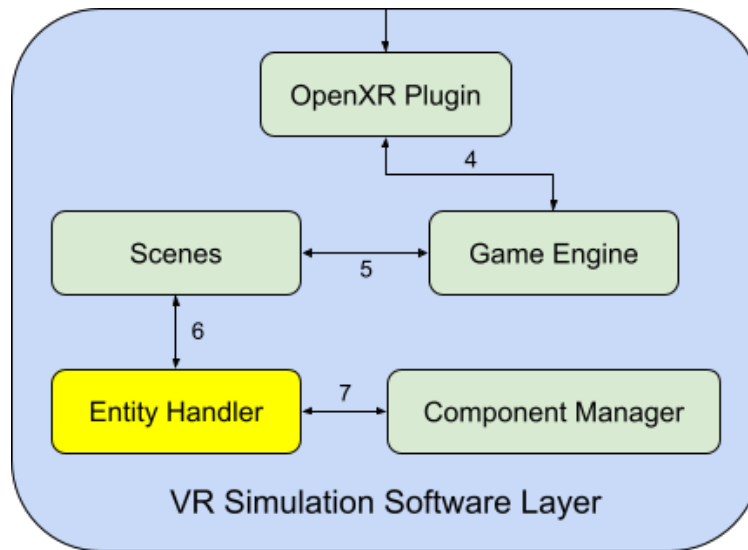 OpenXR Plugin
4
Scenes
5
Game Engine
6
Entity Handler
7
Component Manager
VR Simulation Software Layer